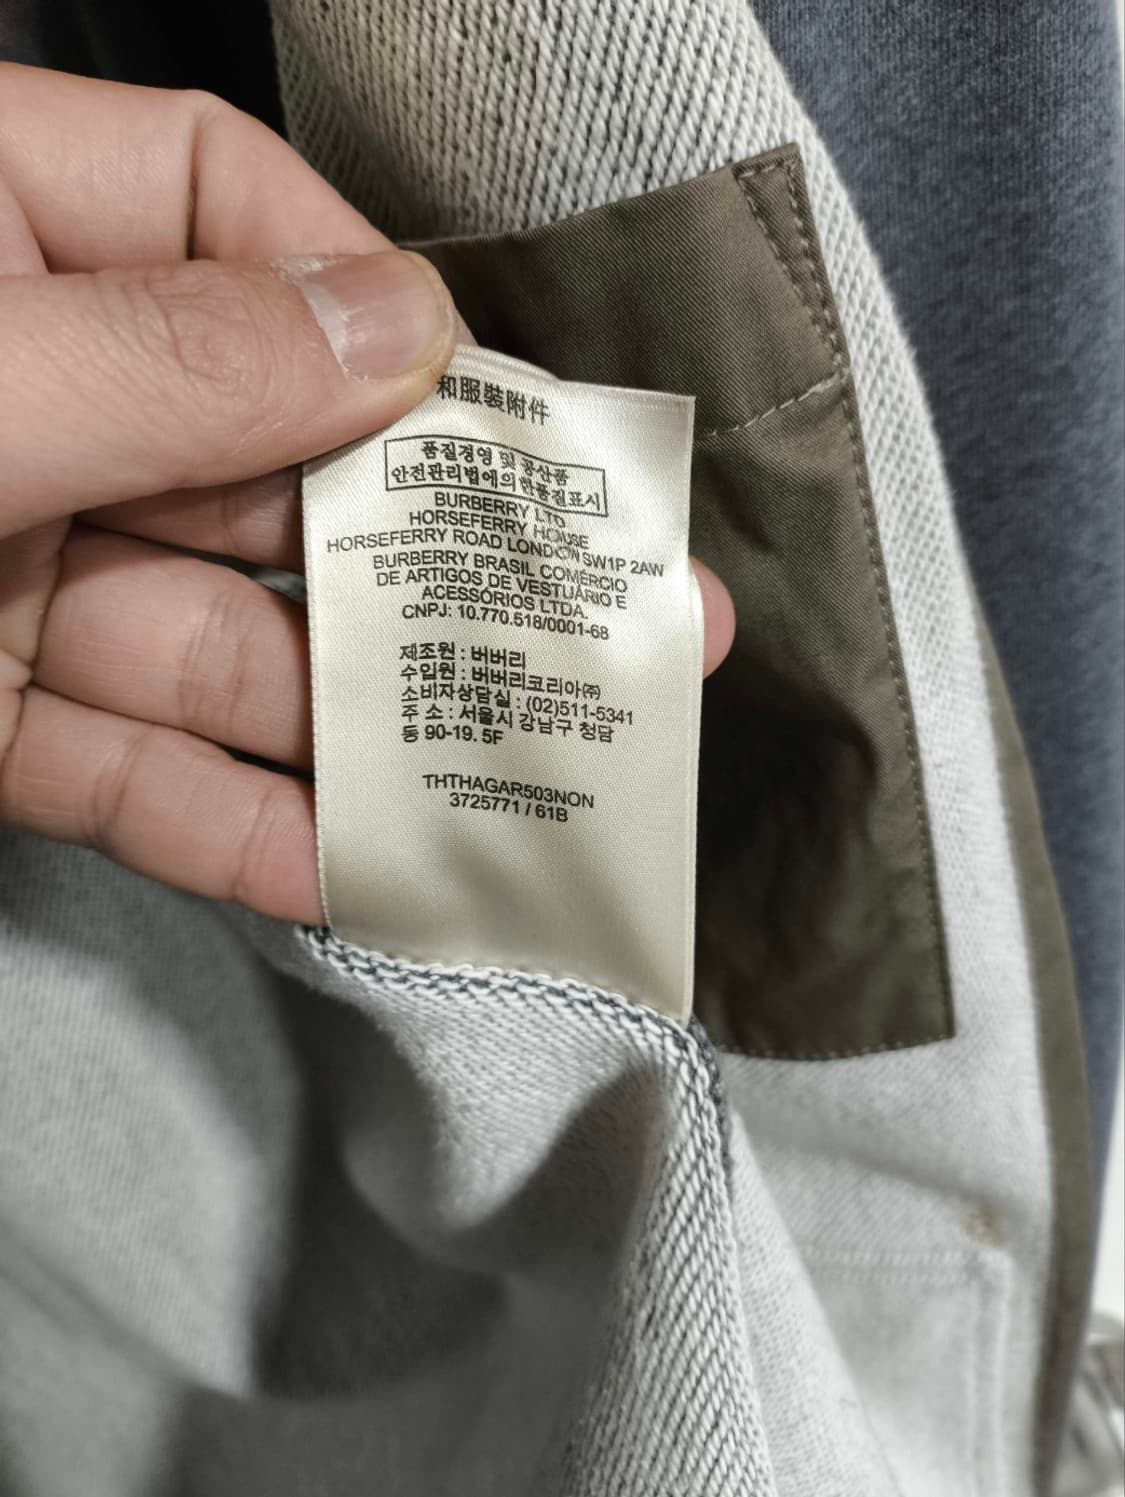 和服裝附件
품질경영 및 공산품
안전관리법에의한품질표시
BURBERRY LTD
HORSEFERRY HOUSE
HORSEFERRY ROAD LONDON SW1P 2AW
BURBERRY BRASIL COMÉRCIO
DE ARTIGOS DE VESTUÁRIO E
ACESSÓRIOS LTDA.
CNPJ: 10.770.518/0001-68
제조원 : 버버리
수입원 : 버버리코리아㈜
소비자상담실 : (02)511-5341
주 소 : 서울시 강남구 청담
동 90-19. 5F
THTHAGAR503NON
3725771 / 61B